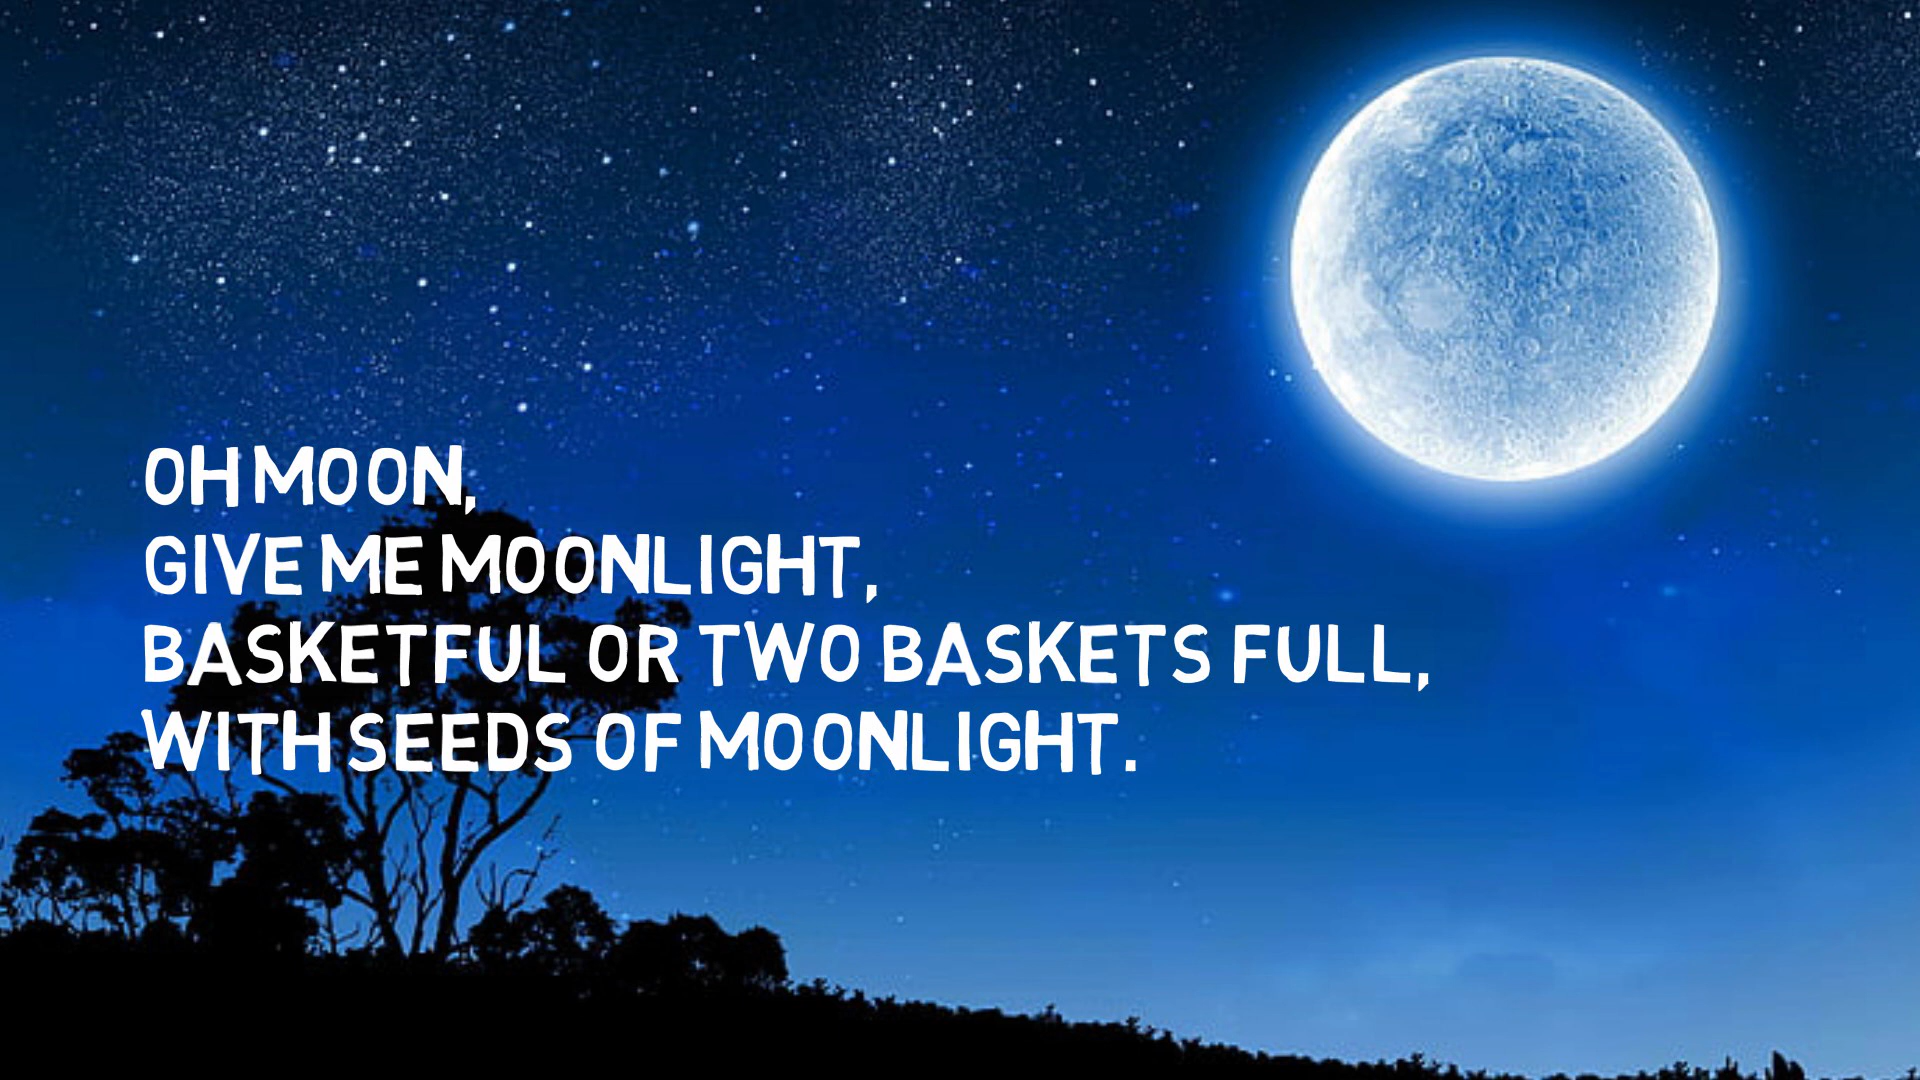 OH MOON,
GIVE ME MOONLIGHT,
BASKETFUL OR TWO BASKETS FULL,
WITH SEEDS OF MOONLIGHT.